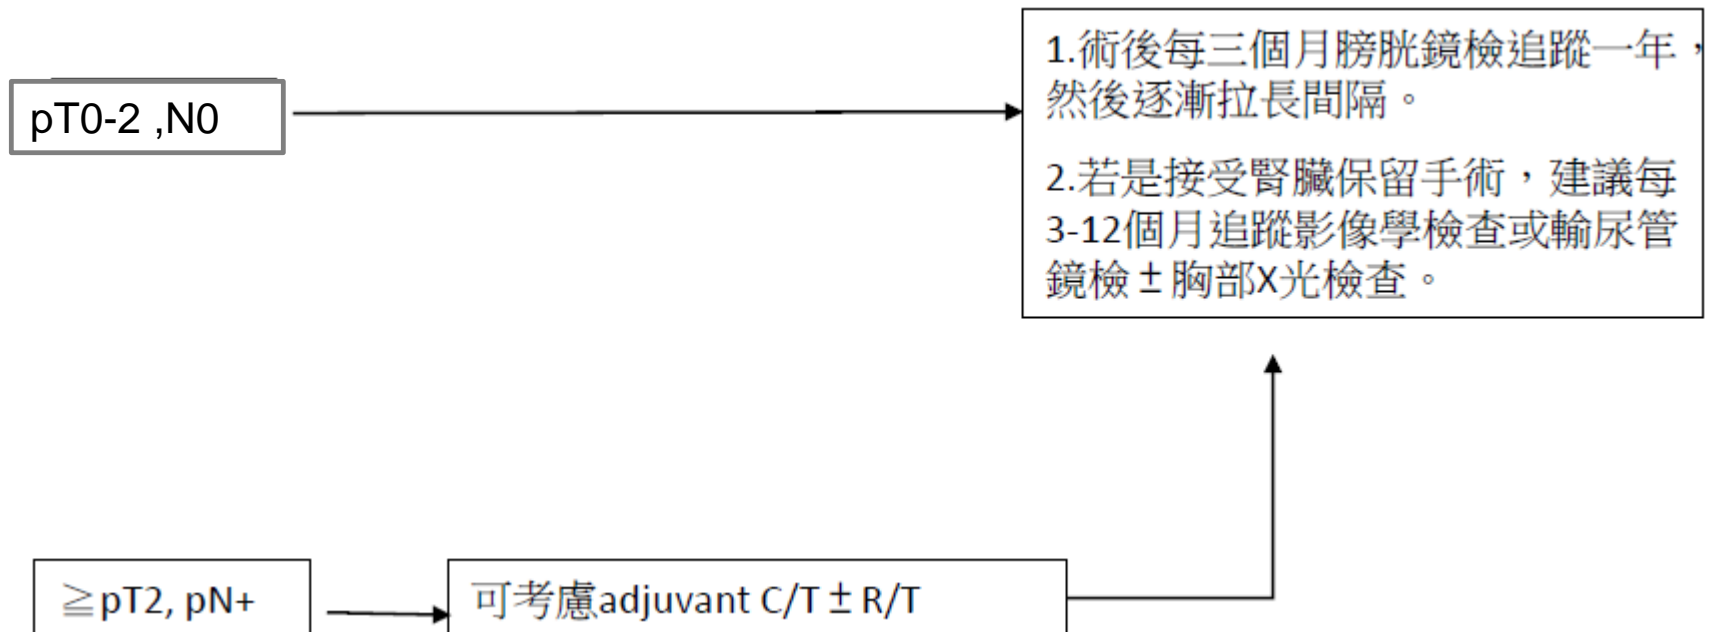 pT0-2 ,N0
1.術後每三個月膀胱鏡檢追蹤一年，
然後逐漸拉長間隔。
2.若是接受腎臟保留手術，建議每
3-12個月追蹤影像學檢查或輸尿管
鏡檢±胸部X光檢查。
≧pT2, pN+
可考慮adjuvant C/T ± R/T